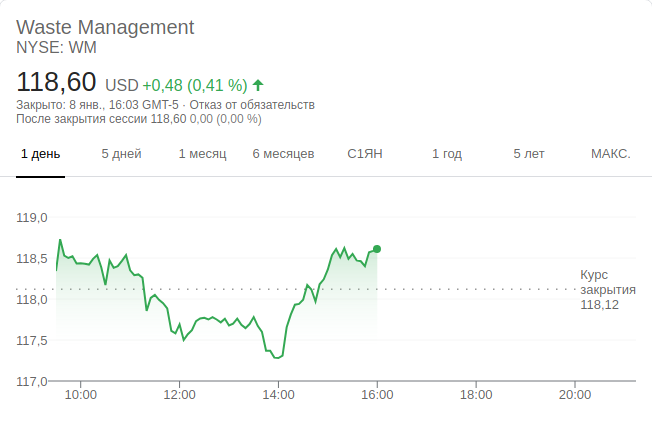 Waste Management
NYSE: WM
118,60 USD +0,48 (0,41 %)
Закрыто: 8 янв., 16:03 GMT-5 · Отказ от обязательств
После закрытия сессии 118,60 0,00 (0,00 %)
1 день 5 дней 1 месяц 6 месяцев С1ЯН 1 год 5 лет МАКС.
119,0
118,5
118,0
117,5
117,0
Курс
закрытия
118,12
10:00 12:00 14:00 16:00 18:00 20:00